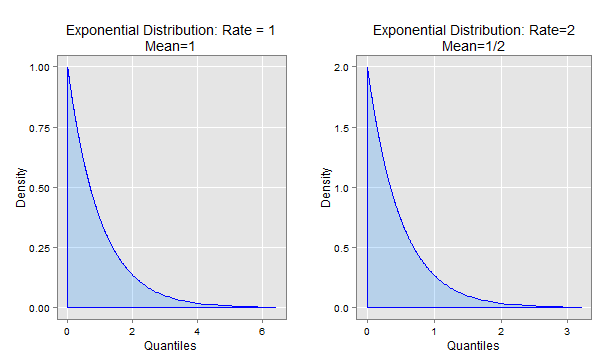 Exponential Distribution: Rate = 1
Mean=1
1.00
0.75
0.50
0.25
0.00
Density
0 2 4 6
Quantiles
Exponential Distribution: Rate=2
Mean=1/2
2.0
1.5
1.0
0.5
0.0
Density
0 1 2 3
Quantiles